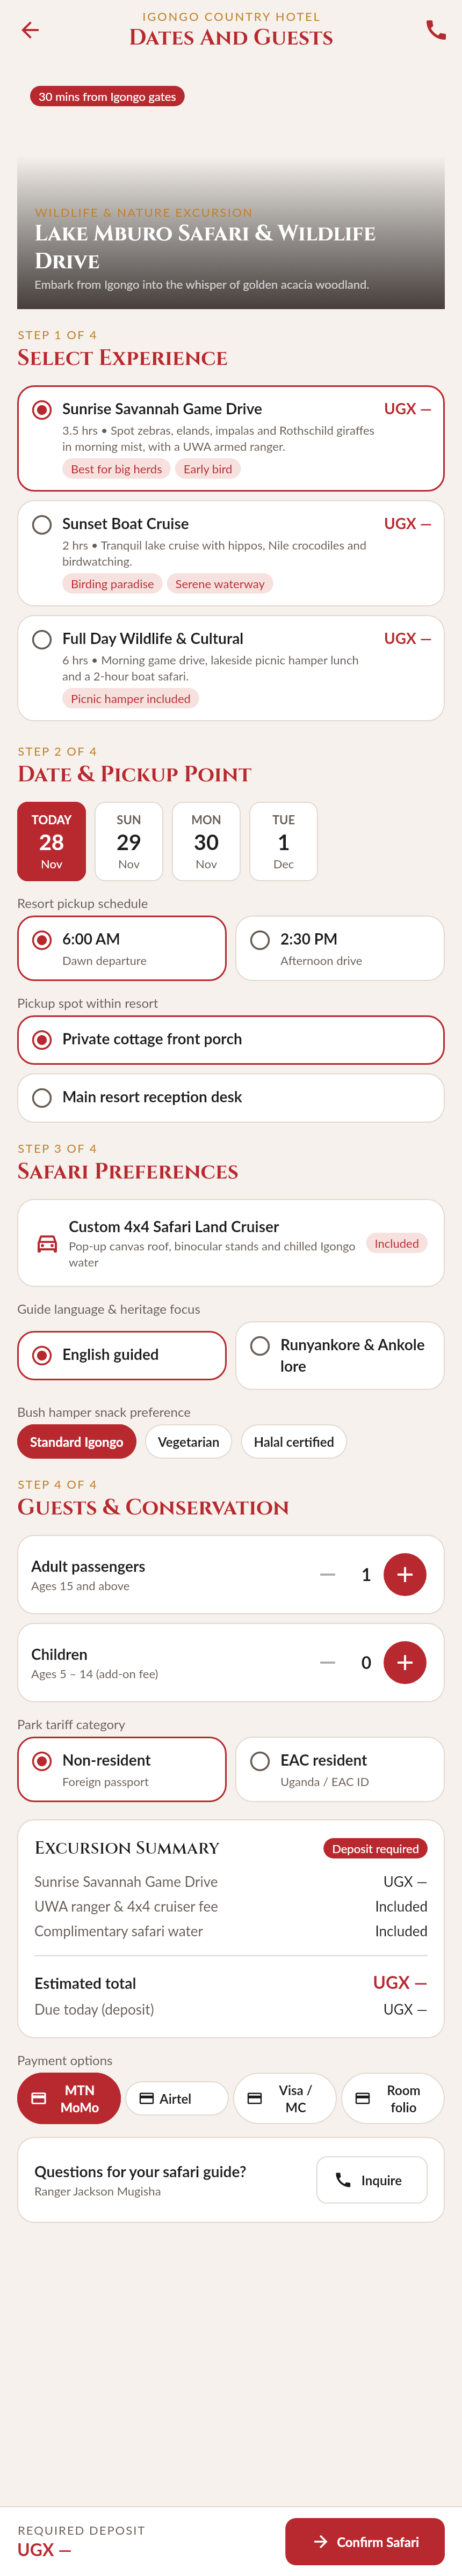 IGONGO COUNTRY HOTEL
Dates And Guests
30 mins from Igongo gates
WILDLIFE & NATURE EXCURSION
Lake Mburo Safari & Wildlife
Drive
Embark from Igongo into the whisper of golden acacia woodland.
STEP 1 OF 4
Select Experience
Sunrise Savannah Game Drive
UGX —
3.5 hrs • Spot zebras, elands, impalas and Rothschild giraffes
in morning mist, with a UWA armed ranger.
Best for big herds
Early bird
Sunset Boat Cruise
UGX —
2 hrs • Tranquil lake cruise with hippos, Nile crocodiles and
birdwatching.
Birding paradise
Serene waterway
Full Day Wildlife & Cultural
UGX —
6 hrs • Morning game drive, lakeside picnic hamper lunch
and a 2-hour boat safari.
Picnic hamper included
STEP 2 OF 4
Date & Pickup Point
TODAY
28
Nov
SUN
29
Nov
MON
30
Nov
TUE
1
Dec
Resort pickup schedule
6:00 AM
Dawn departure
2:30 PM
Afternoon drive
Pickup spot within resort
Private cottage front porch
Main resort reception desk
STEP 3 OF 4
Safari Preferences
Custom 4x4 Safari Land Cruiser
Pop-up canvas roof, binocular stands and chilled Igongo
water
Included
Guide language & heritage focus
English guided
Runyankore & Ankole
lore
Bush hamper snack preference
Standard Igongo
Vegetarian
Halal certified
STEP 4 OF 4
Guests & Conservation
Adult passengers
Ages 15 and above
1
Children
Ages 5 – 14 (add-on fee)
0
Park tariff category
Non-resident
Foreign passport
EAC resident
Uganda / EAC ID
Excursion Summary
Deposit required
Sunrise Savannah Game Drive
UGX —
UWA ranger & 4x4 cruiser fee
Included
Complimentary safari water
Included
Estimated total
UGX —
Due today (deposit)
UGX —
Payment options
MTN
MoMo
Airtel
Visa /
MC
Room
folio
Questions for your safari guide?
Ranger Jackson Mugisha
Inquire
REQUIRED DEPOSIT
UGX —
Confirm Safari